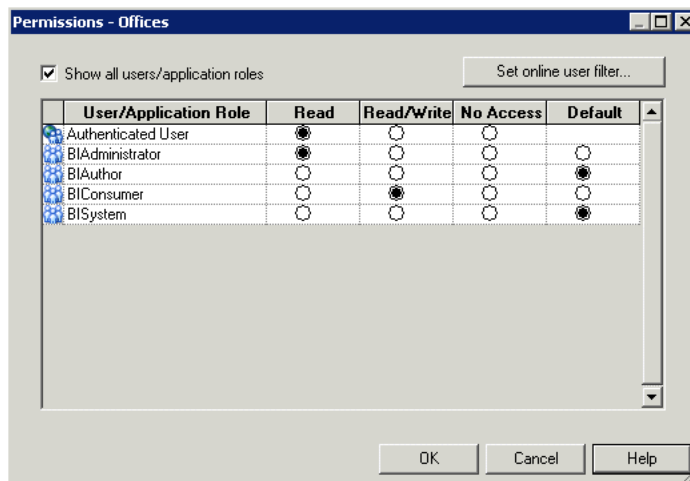 Permissions - Offices
Show all users/application roles
Set online user filter...
User/Application Role Read Read/Write No Access Default
Authenticated User
BIAdministrator
BIAuthor
BIConsumer
BISystem
OK Cancel Help